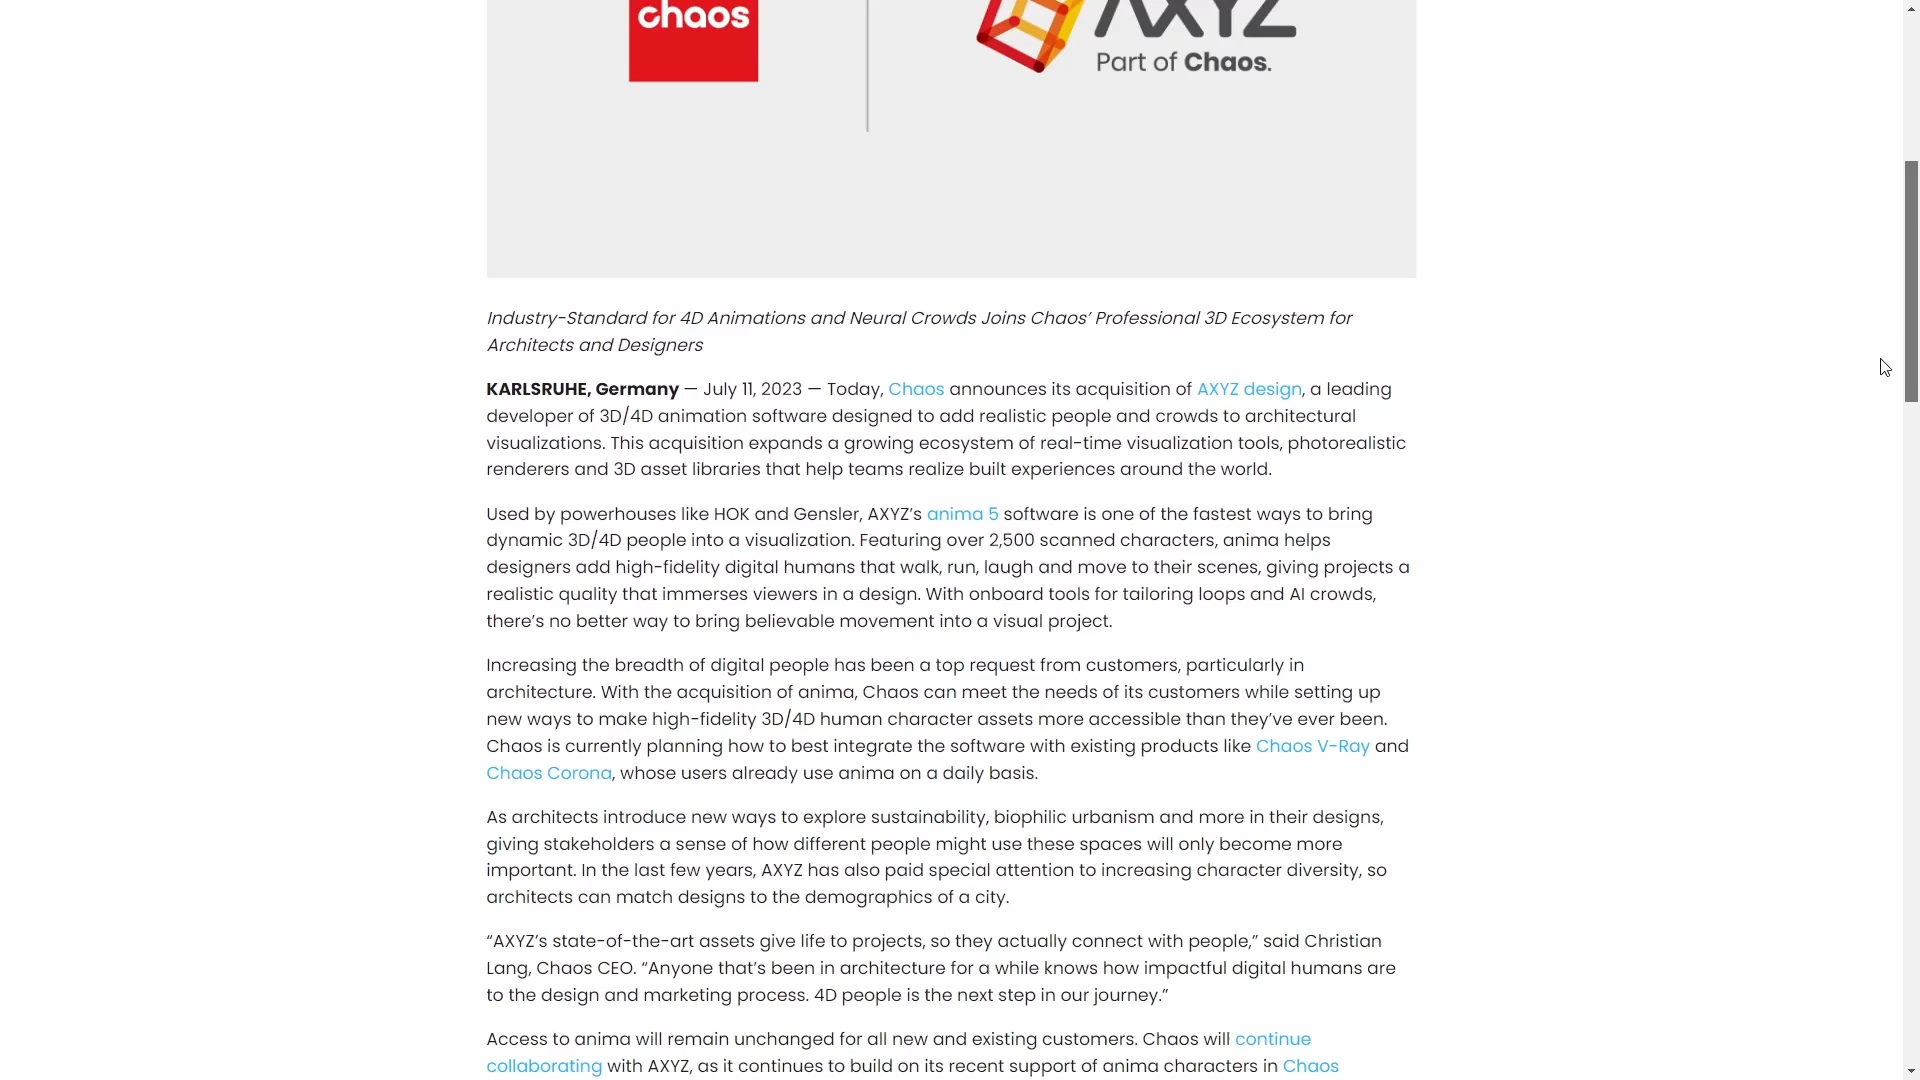 chaos
AXYZ
Part of Chaos.
Industry-Standard for 4D Animations and Neural Crowds Joins Chaos’ Professional 3D Ecosystem for
Architects and Designers
KARLSRUHE, Germany — July 11, 2023 — Today, Chaos announces its acquisition of AXYZ design, a leading
developer of 3D/4D animation software designed to add realistic people and crowds to architectural
visualizations. This acquisition expands a growing ecosystem of real-time visualization tools, photorealistic
renderers and 3D asset libraries that help teams realize built experiences around the world.
Used by powerhouses like HOK and Gensler, AXYZ’s anima 5 software is one of the fastest ways to bring
dynamic 3D/4D people into a visualization. Featuring over 2,500 scanned characters, anima helps
designers add high-fidelity digital humans that walk, run, laugh and move to their scenes, giving projects a
realistic quality that immerses viewers in a design. With onboard tools for tailoring loops and AI crowds,
there’s no better way to bring believable movement into a visual project.
Increasing the breadth of digital people has been a top request from customers, particularly in
architecture. With the acquisition of anima, Chaos can meet the needs of its customers while setting up
new ways to make high-fidelity 3D/4D human character assets more accessible than they’ve ever been.
Chaos is currently planning how to best integrate the software with existing products like Chaos V-Ray and
Chaos Corona, whose users already use anima on a daily basis.
As architects introduce new ways to explore sustainability, biophilic urbanism and more in their designs,
giving stakeholders a sense of how different people might use these spaces will only become more
important. In the last few years, AXYZ has also paid special attention to increasing character diversity, so
architects can match designs to the demographics of a city.
“AXYZ’s state-of-the-art assets give life to projects, so they actually connect with people,” said Christian
Lang, Chaos CEO. “Anyone that’s been in architecture for a while knows how impactful digital humans are
to the design and marketing process. 4D people is the next step in our journey.”
Access to anima will remain unchanged for all new and existing customers. Chaos will continue
collaborating with AXYZ, as it continues to build on its recent support of anima characters in Chaos